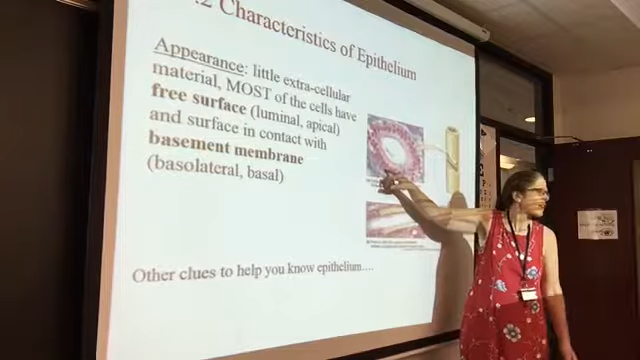 .2 Characteristics of Epithelium
Appearance: little extra-cellular
material, MOST of the cells have
free surface (luminal, apical)
and surface in contact with
basement membrane
(basolateral, basal)
Other clues to help you know epithelium....